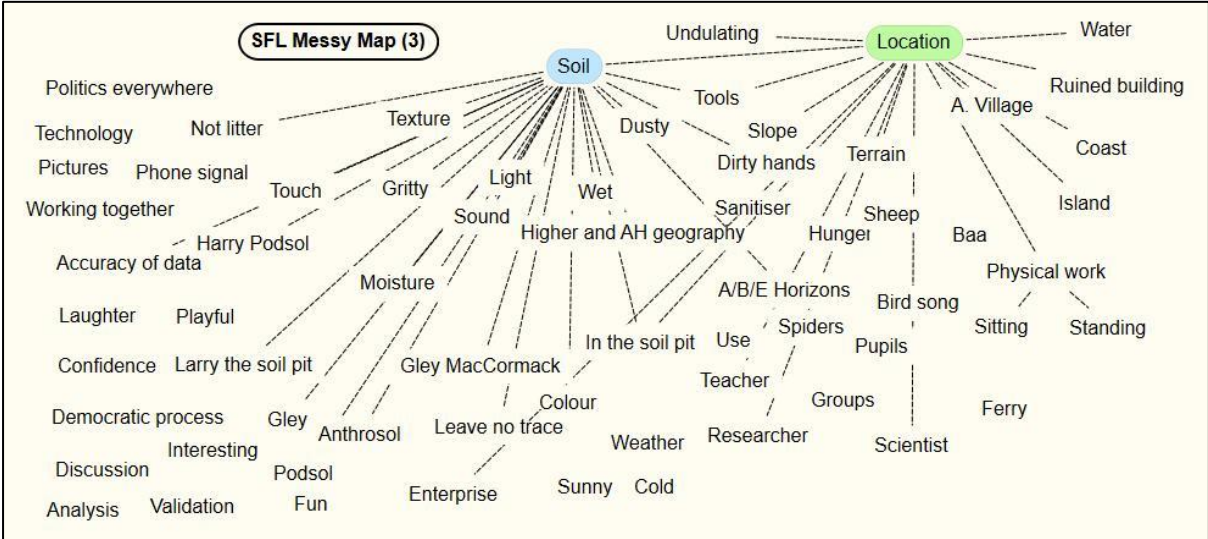 SFL Messy Map (3)
Undulating
Location
Water
Soil
Politics everywhere
Tools
A. Village
Ruined building
Technology
Not litter
Texture
Dusty
Slope
Coast
Pictures
Phone signal
Dirty hands
Terrain
Touch
Gritty
Light
Wet
Island
Working together
Sound
Sanitiser
Sheep
Harry Podsol
Higher and AH geography
Hunger
Baa
Accuracy of data
Moisture
A/B/E Horizons
Physical work
Laughter
Playful
Bird song
Spiders
Sitting
Standing
In the soil pit
Use
Pupils
Confidence
Larry the soil pit
Gley MacCormack
Teacher
Colour
Groups
Ferry
Democratic process
Gley
Anthrosol
Leave no trace
Weather
Researcher
Scientist
Interesting
Discussion
Podsol
Enterprise
Sunny
Cold
Analysis
Validation
Fun